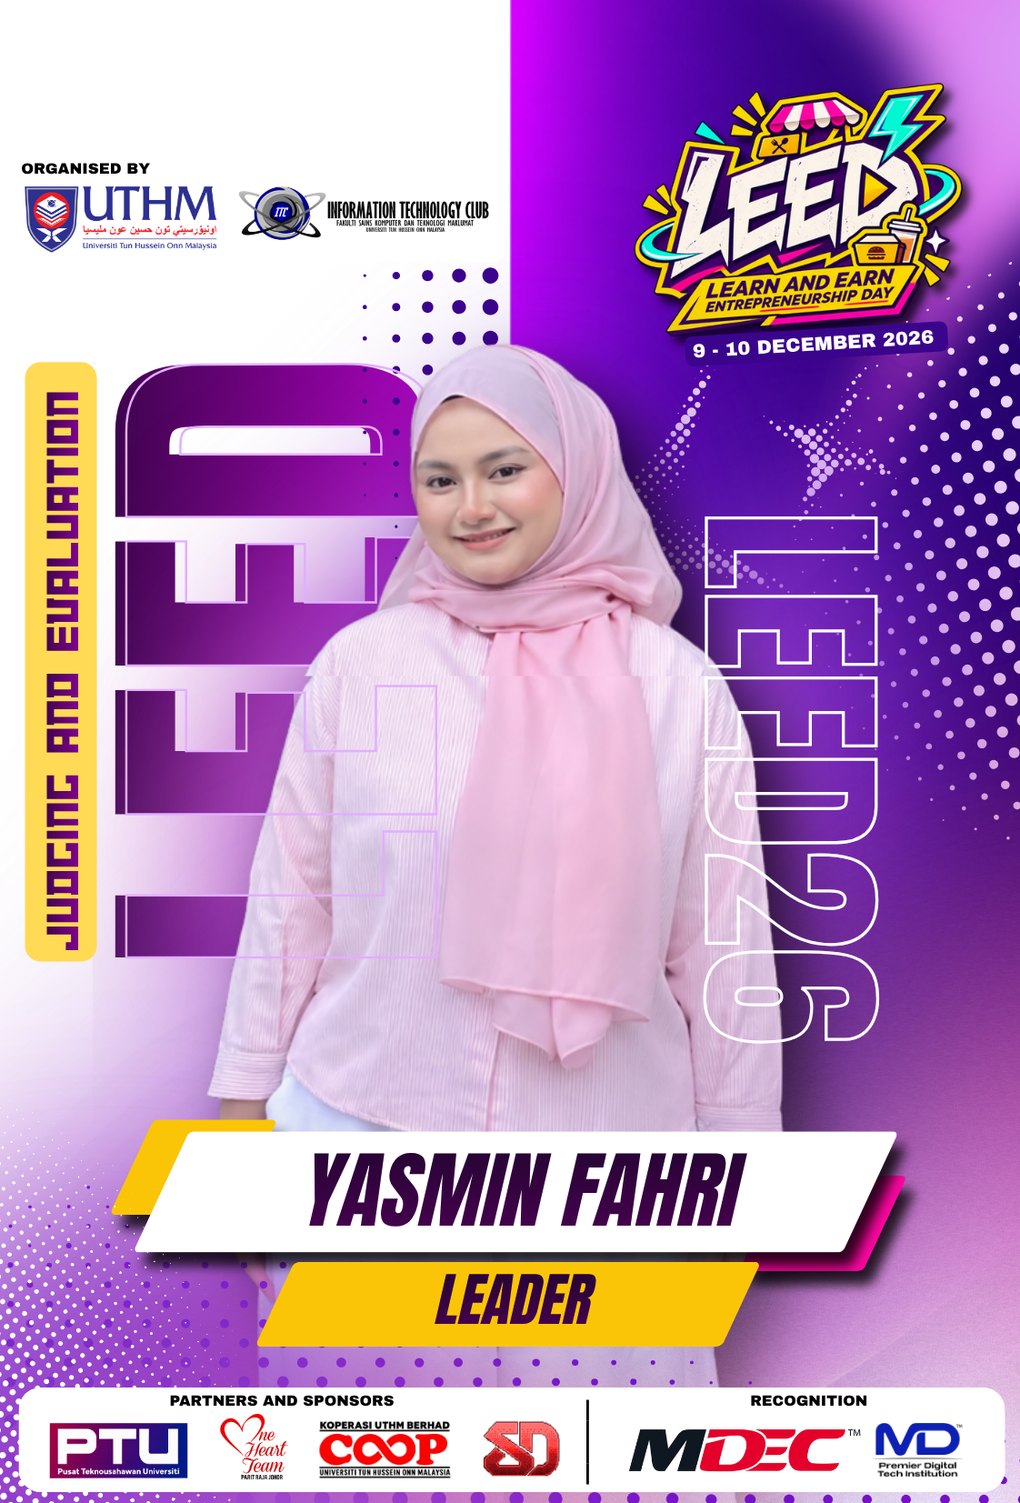 ORGANISED BY
UTHM
اونيۏرسيتي تون حسين عون مليسيا
Universiti Tun Hussein Onn Malaysia
ITC
INFORMATION TECHNOLOGY CLUB
FAKULTI SAINS KOMPUTER DAN TEKNOLOGI MAKLUMAT
UNIVERSITI TUN HUSSEIN ONN MALAYSIA
LEED
LEARN AND EARN
ENTREPRENEURSHIP DAY
9 - 10 DECEMBER 2026
JUDGING AND EVALUATION
LEED
LEED26
YASMIN FAHRI
LEADER
PARTNERS AND SPONSORS
PTU
Pusat Teknousahawan Universiti
One
Heart
Team
PARIT RAJA JOHOR
KOPERASI UTHM BERHAD
COOP
UNIVERSITI TUN HUSSEIN ONN MALAYSIA
SD
RECOGNITION
MDEC™
MD™
Premier Digital
Tech Institution